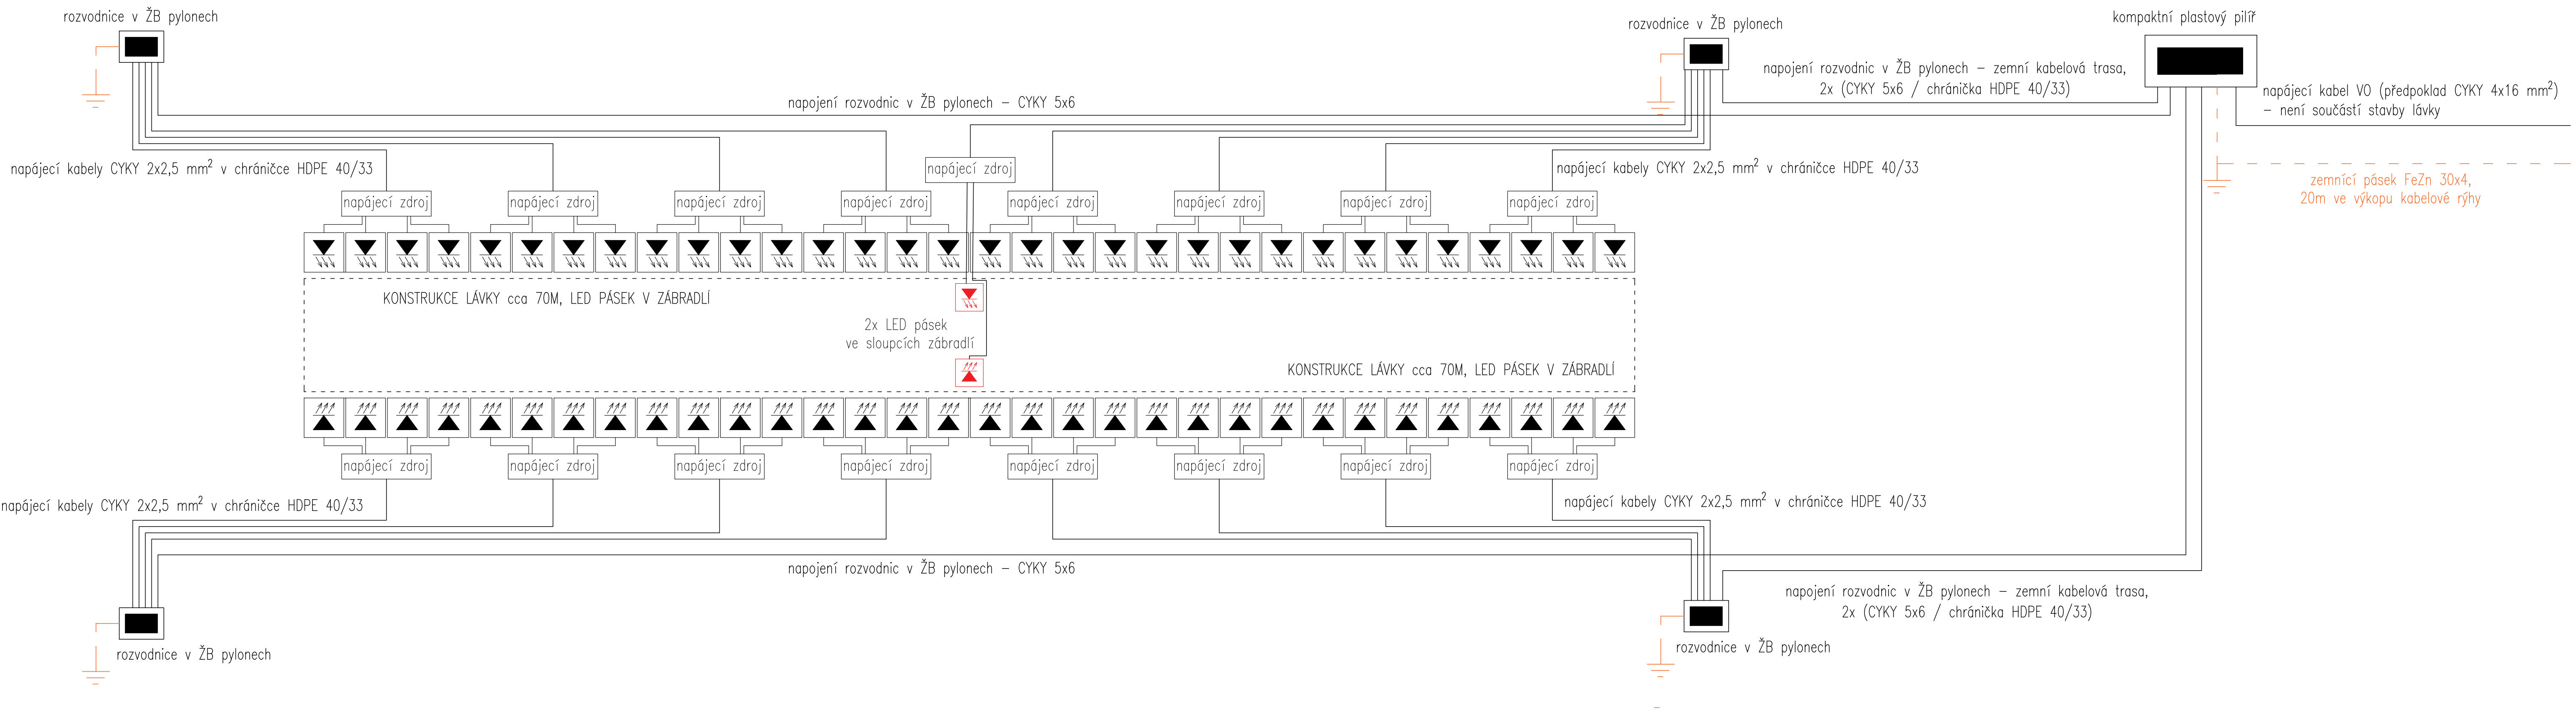 rozvodnice v ŽB pylonech
rozvodnice v ŽB pylonech
kompaktní plastový pilíř
napojení rozvodnic v ŽB pylonech – zemní kabelová trasa,
2x (CYKY 5x6 / chránička HDPE 40/33)
napájecí kabel VO (předpoklad CYKY 4x16 mm²)
– není součástí stavby lávky
napojení rozvodnic v ŽB pylonech – CYKY 5x6
napájecí kabely CYKY 2x2,5 mm² v chráničce HDPE 40/33
napájecí zdroj
napájecí kabely CYKY 2x2,5 mm² v chráničce HDPE 40/33
zemnící pásek FeZn 30x4,
20m ve výkopu kabelové rýhy
napájecí zdroj
napájecí zdroj
napájecí zdroj
napájecí zdroj
napájecí zdroj
napájecí zdroj
napájecí zdroj
napájecí zdroj
KONSTRUKCE LÁVKY cca 70M, LED PÁSEK V ZÁBRADLÍ
2x LED pásek
ve sloupcích zábradlí
KONSTRUKCE LÁVKY cca 70M, LED PÁSEK V ZÁBRADLÍ
napájecí zdroj
napájecí zdroj
napájecí zdroj
napájecí zdroj
napájecí zdroj
napájecí zdroj
napájecí zdroj
napájecí zdroj
napájecí kabely CYKY 2x2,5 mm² v chráničce HDPE 40/33
napájecí kabely CYKY 2x2,5 mm² v chráničce HDPE 40/33
napojení rozvodnic v ŽB pylonech – CYKY 5x6
napojení rozvodnic v ŽB pylonech – zemní kabelová trasa,
2x (CYKY 5x6 / chránička HDPE 40/33)
rozvodnice v ŽB pylonech
rozvodnice v ŽB pylonech